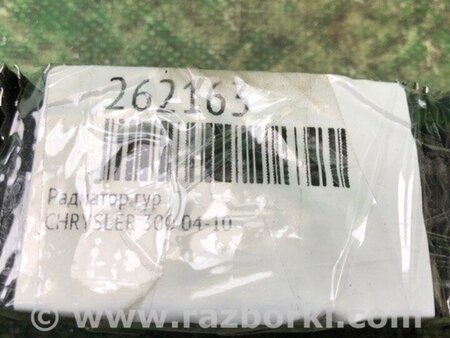 262163
Радиатор гур
CHRYSLER 300 04-10
© www.razborki.com